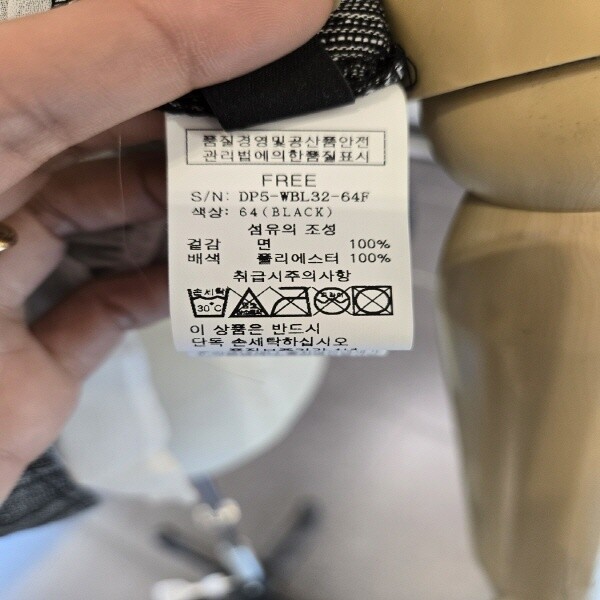 품질경영및공산품안전
관리법에의한품질표시
FREE
S/N: DP5-WBL32-64F
색상: 64(BLACK)
섬유의 조성
겉감 면 100%
배색 폴리에스터 100%
취급시주의사항
손세탁
30℃
이 상품은 반드시
단독 손세탁하십시오